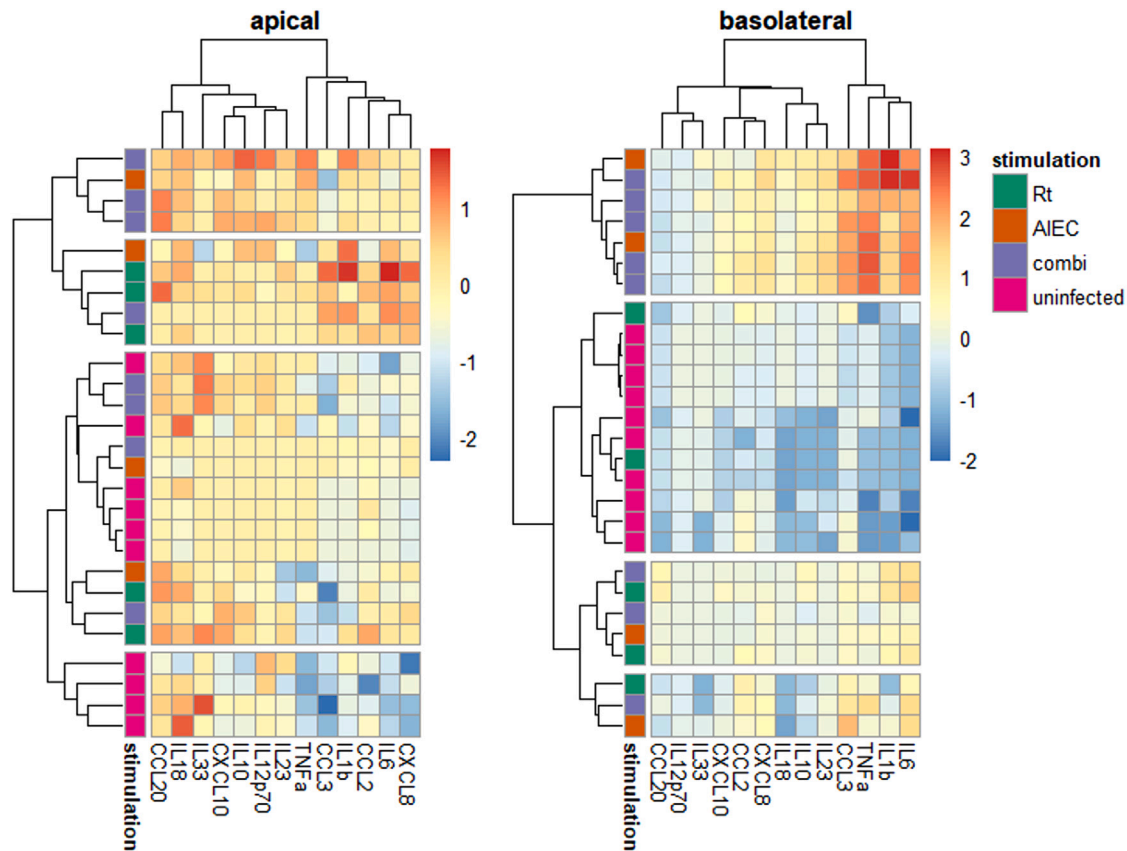 apical
basolateral
1
0
-1
-2
3
2
1
0
-1
-2
stimulation
Rt
AIEC
combi
uninfected
stimulation
CCL20
IL18
IL33
CXCL10
IL10
IL12p70
IL23
TNFa
CCL3
IL1b
CCL2
IL6
CXCL8
stimulation
CCL20
IL12p70
IL33
CXCL10
CCL2
CXCL8
IL18
IL10
IL23
CCL3
TNFa
IL1b
IL6